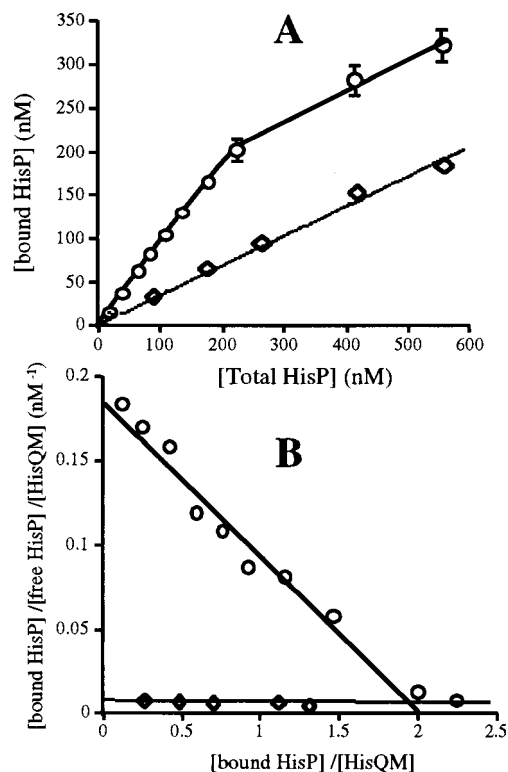 A
350
300
250
200
150
100
50
0
[bound HisP] (nM)
0 100 200 300 400 500 600
[Total HisP] (nM)
B
0.2
0.15
0.1
0.05
0
[bound HisP] /[free HisP] /[HisQM] (nM⁻¹)
0 0.5 1 1.5 2 2.5
[bound HisP] /[HisQM]